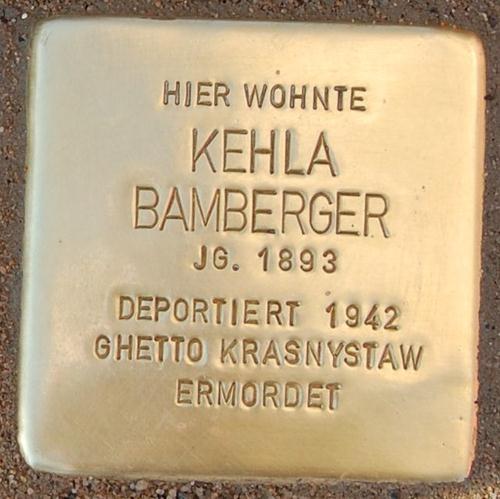 HIER WOHNTE
KEHLA
BAMBERGER
JG. 1893
DEPORTIERT 1942
GHETTO KRASNYSTAW
ERMORDET